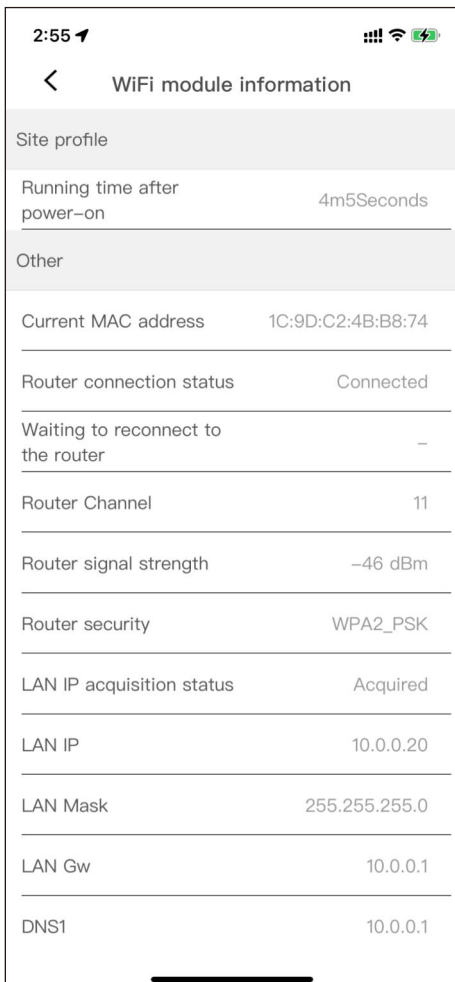 2:55
WiFi module information
Site profile
Running time after
power-on
4m5Seconds
Other
Current MAC address 1C:9D:C2:4B:B8:74
Router connection status Connected
Waiting to reconnect to
the router
-
Router Channel 11
Router signal strength -46 dBm
Router security WPA2_PSK
LAN IP acquisition status Acquired
LAN IP 10.0.0.20
LAN Mask 255.255.255.0
LAN Gw 10.0.0.1
DNS1 10.0.0.1